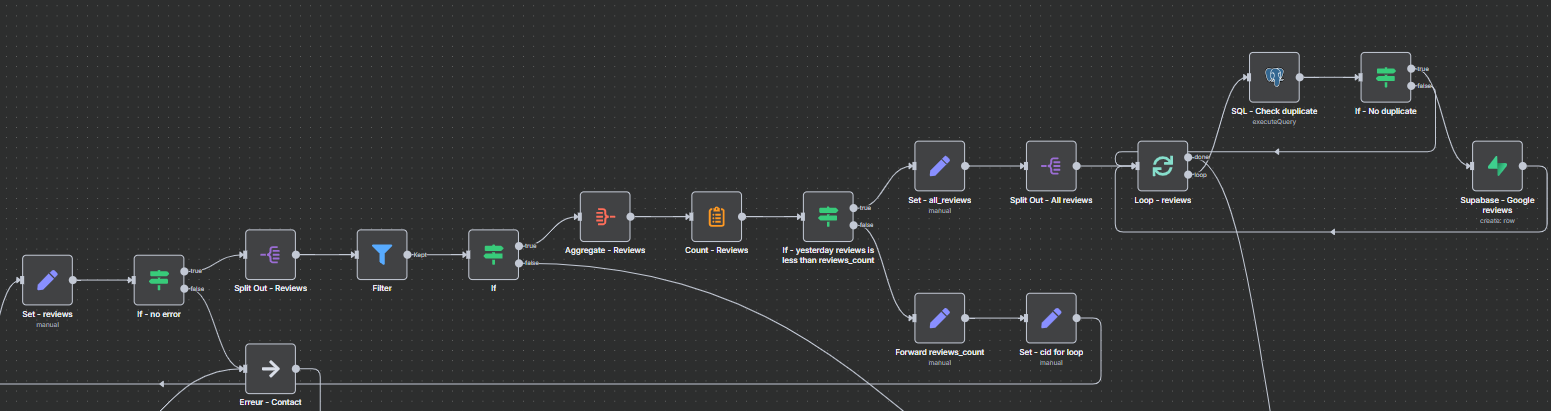 true
false
SQL - Check duplicate
executeQuery
If - No duplicate
done
loop
Set - all_reviews
manual
Split Out - All reviews
Loop - reviews
Supabase - Google
reviews
create: row
true
false
Aggregate - Reviews
Count - Reviews
If - yesterday reviews is
less than reviews_count
true
false
Kept
true
false
Split Out - Reviews
Filter
If
Set - reviews
manual
If - no error
Forward reviews_count
manual
Set - cid for loop
manual
Erreur - Contact